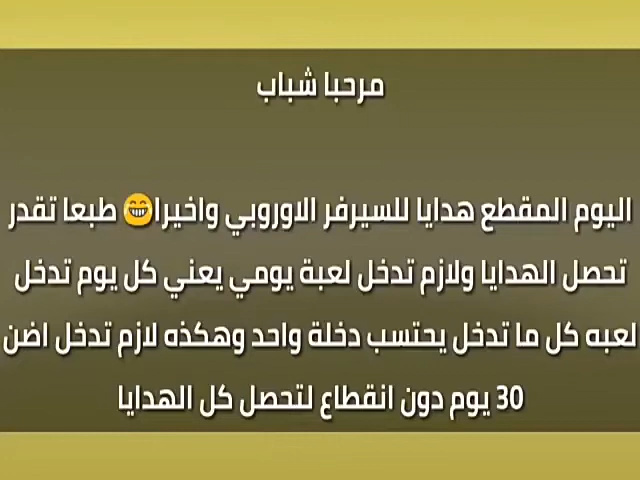 مرحبا شباب
اليوم المقطع هدايا للسيرفر الاوروبي واخيرا😁 طبعا تقدر
تحصل الهدايا ولازم تدخل لعبة يومي يعني كل يوم تدخل
لعبه كل ما تدخل يحتسب دخلة واحد وهكذه لازم تدخل اضن
30 يوم دون انقطاع لتحصل كل الهدايا